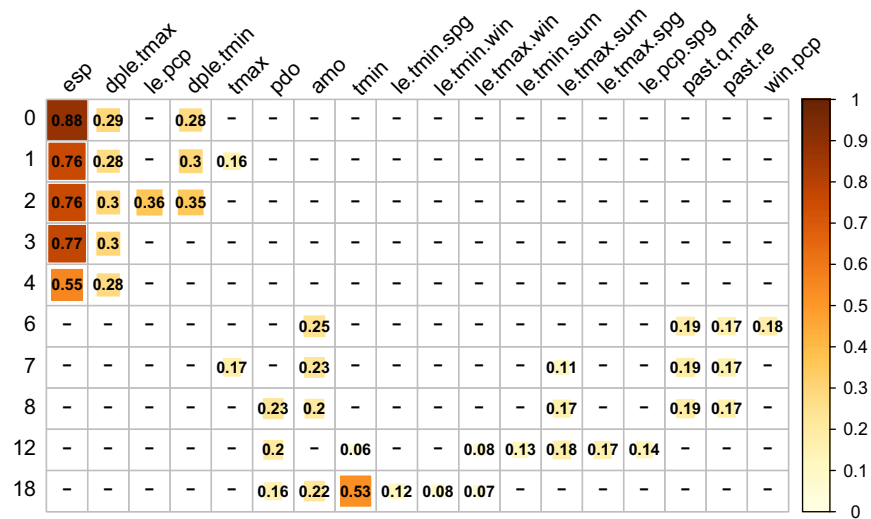 esp dple.tmax le.pcp dple.tmin tmax pdo amo tmin le.tmin.spg le.tmin.win le.tmax.win le.tmin.sum le.tmax.sum le.tmax.spg le.pcp.spg past.q.maf past.re win.pcp
0 0.88 0.29 – 0.28 – – – – – – – – – – – – – –
1 0.76 0.28 – 0.3 0.16 – – – – – – – – – – – – –
2 0.76 0.3 0.36 0.35 – – – – – – – – – – – – – –
3 0.77 0.3 – – – – – – – – – – – – – – – –
4 0.55 0.28 – – – – – – – – – – – – – – – –
6 – – – – – – 0.25 – – – – – – – – 0.19 0.17 0.18
7 – – – – 0.17 – 0.23 – – – – – 0.11 – – 0.19 0.17 –
8 – – – – – 0.23 0.2 – – – – – 0.17 – – 0.19 0.17 –
12 – – – – – 0.2 – 0.06 – – 0.08 0.13 0.18 0.17 0.14 – – –
18 – – – – – 0.16 0.22 0.53 0.12 0.08 0.07 – – – – – – –
1
0.9
0.8
0.7
0.6
0.5
0.4
0.3
0.2
0.1
0